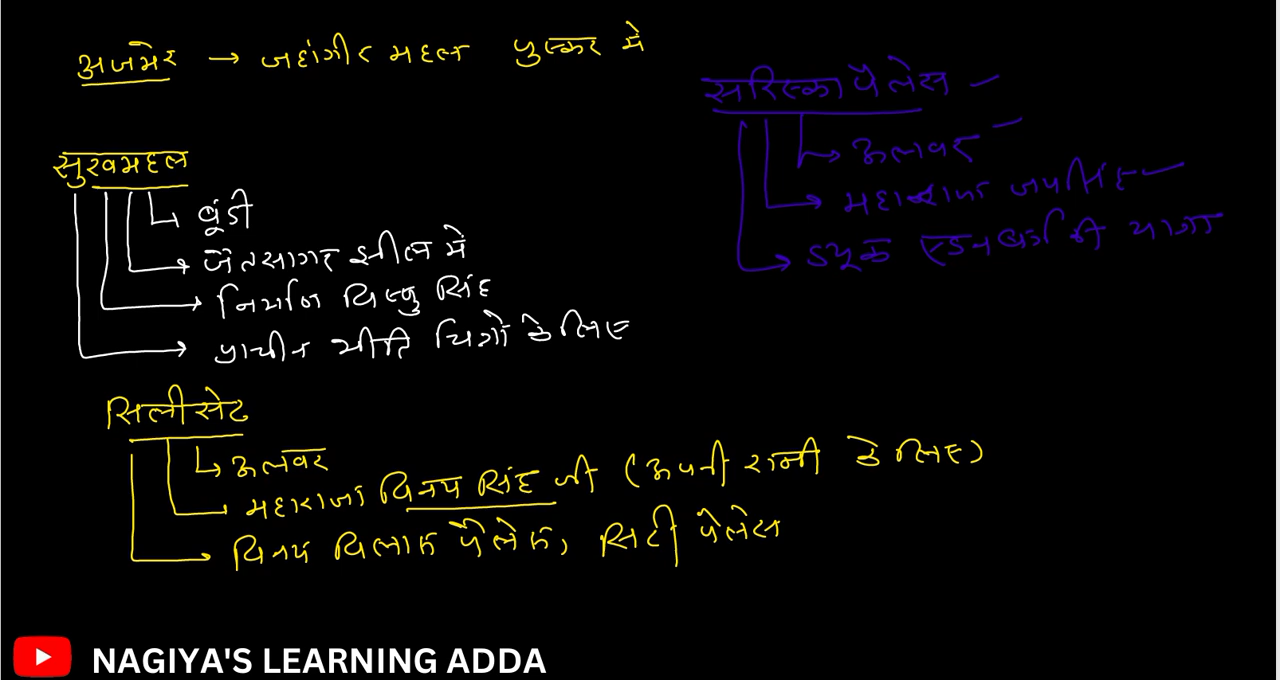 अजमेर → जहांगीर महल पुष्कर मे
सुखमहल
→ बूंदी
→ जैतसागर झील मे
→ निर्माण विष्णु सिंह
→ प्राचीन भीति चित्रो के लिए
सरिस्का पैलेस
→ अलवर
→ महाराजा जयसिंह
→ ड्यूक एडनबर्ग की यात्रा
सिलीसेट
→ अलवर
→ महाराजा विनय सिंह जी (अपनी रानी के लिए)
→ विनय विलास पैलेस, सिटी पैलेस
NAGIYA'S LEARNING ADDA